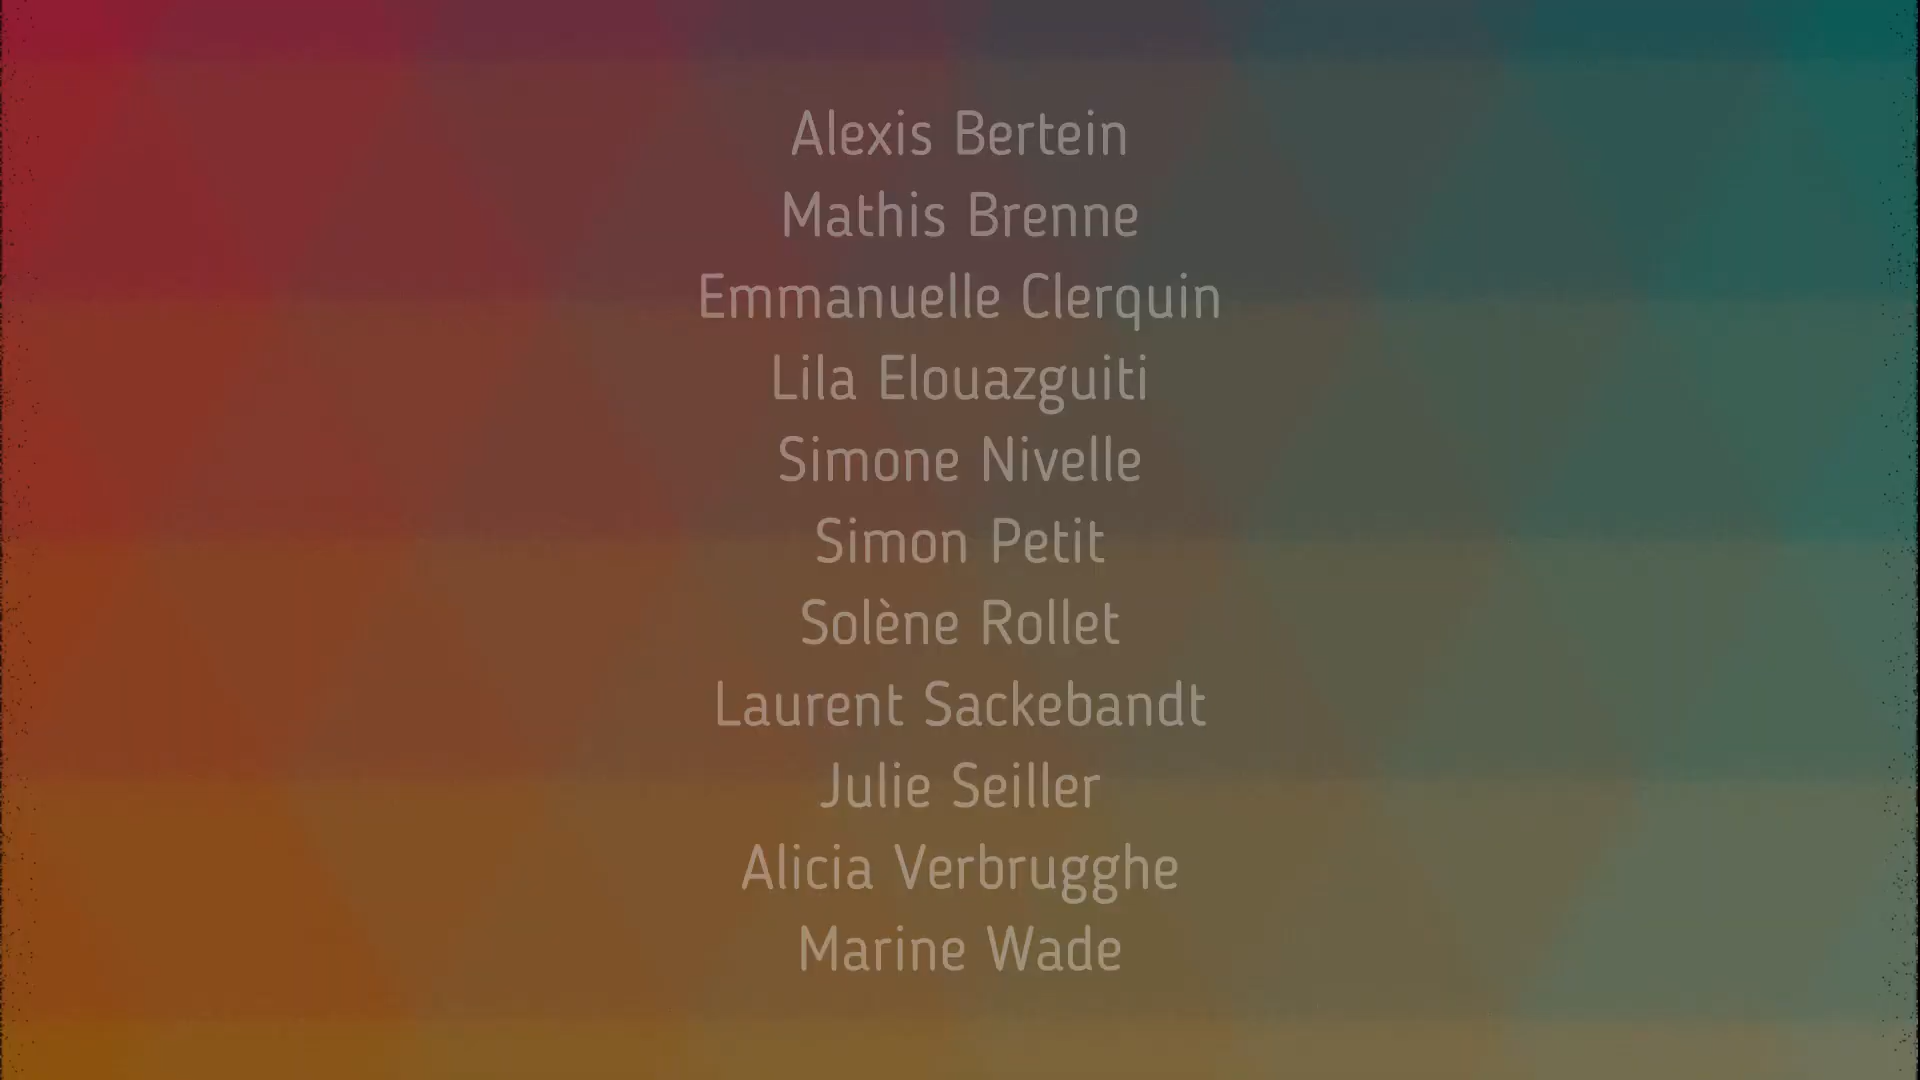 Alexis Bertein
Mathis Brenne
Emmanuelle Clerquin
Lila Elouazguiti
Simone Nivelle
Simon Petit
Solène Rollet
Laurent Sackebandt
Julie Seiller
Alicia Verbrugghe
Marine Wade